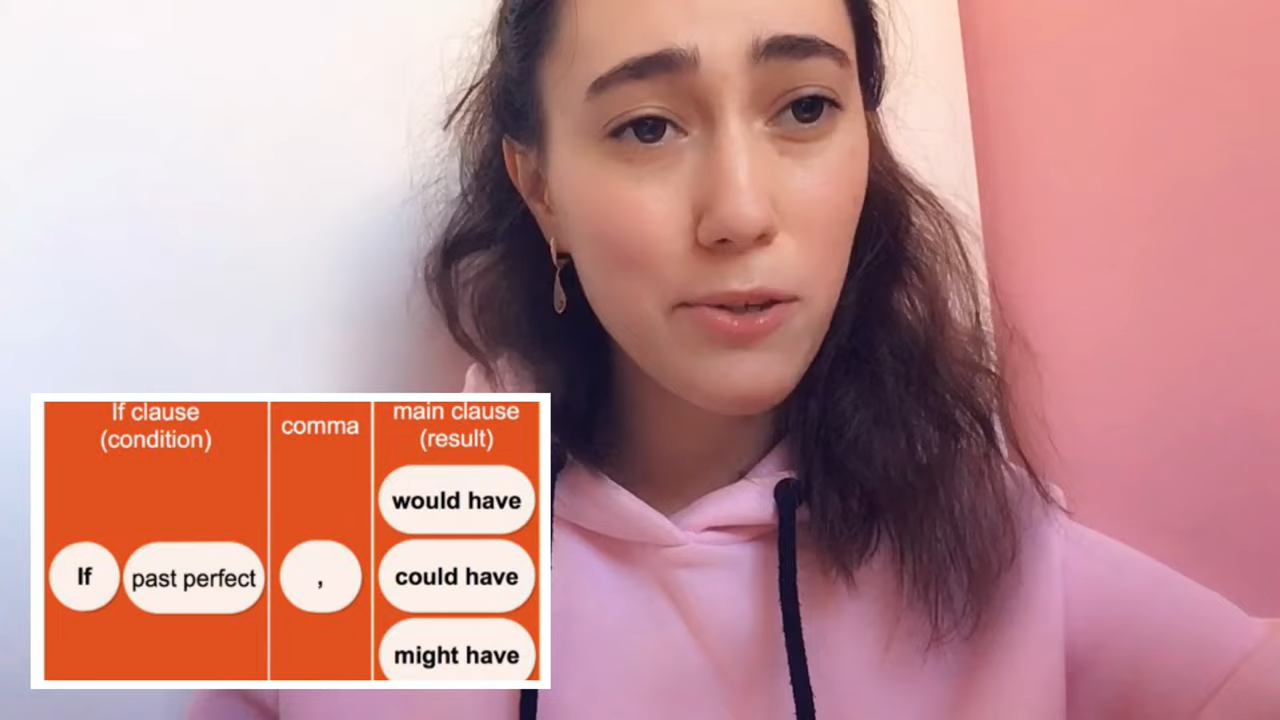 If clause
(condition)
comma
main clause
(result)
would have
If
past perfect
,
could have
might have